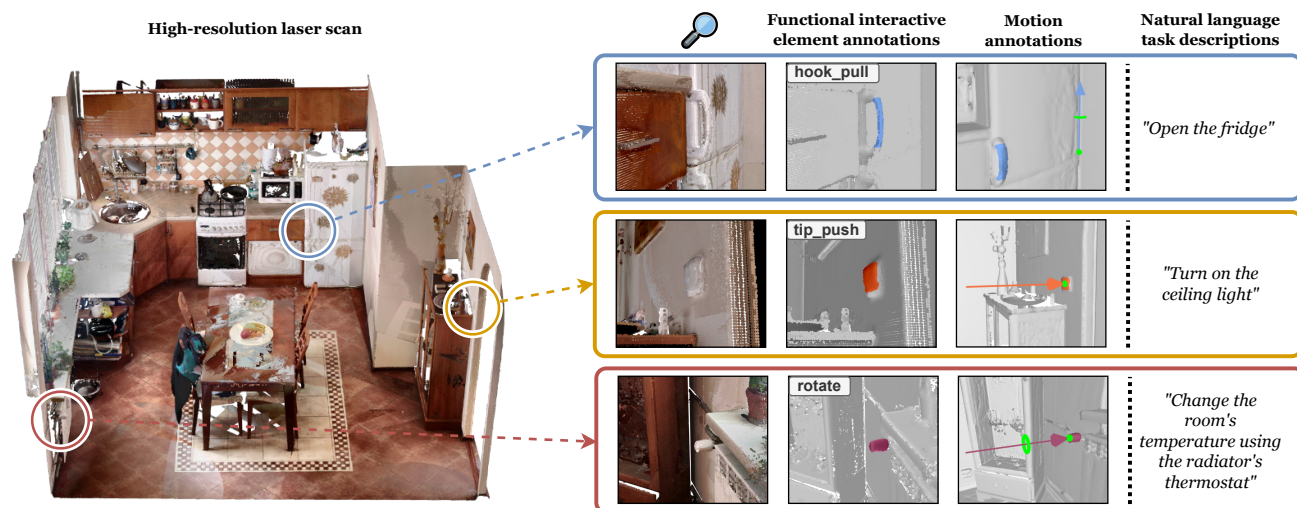 High-resolution laser scan
Functional interactive
element annotations
Motion
annotations
Natural language
task descriptions
hook_pull
"Open the fridge"
tip_push
"Turn on the
ceiling light"
rotate
"Change the
room's
temperature using
the radiator's
thermostat"